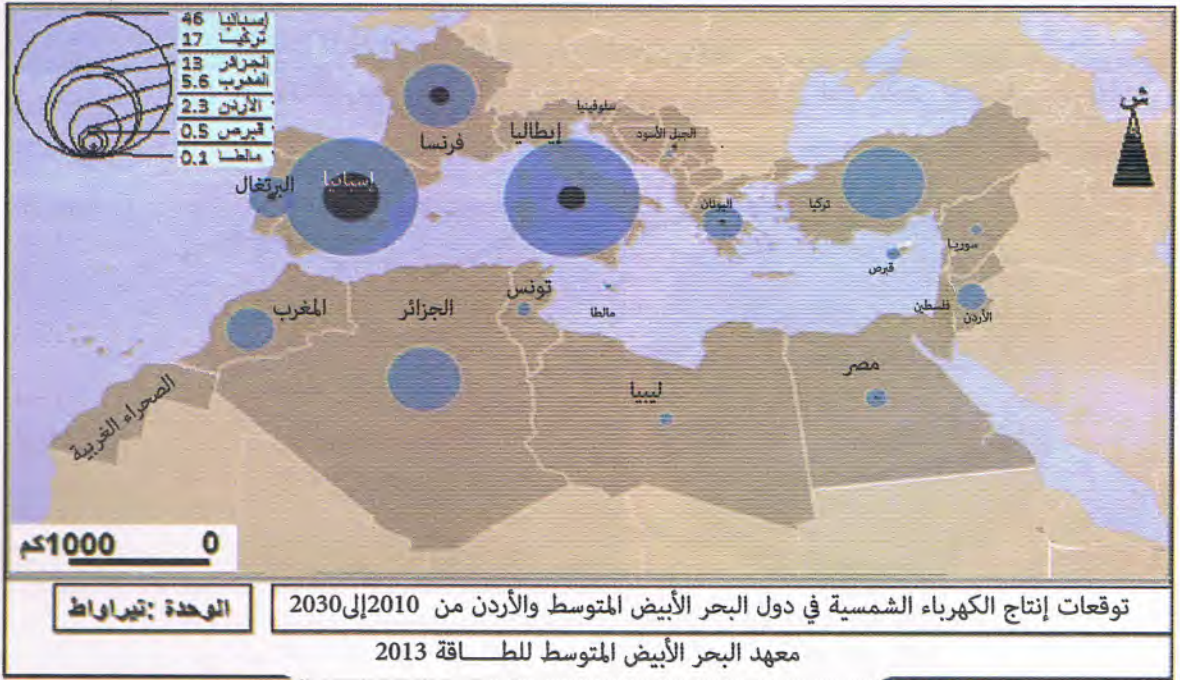 إسبانيا 46
تركيا 17
الجزائر 13
المغرب 5.6
الأردن 2.3
قبرص 0.5
مالطا 0.1
ش
سلوفينيا
الجبل الأسود
إيطاليا
فرنسا
إسبانيا
البرتغال
اليونان
تركيا
سوريا
قبرص
تونس
مالطا
فلسطين
الأردن
المغرب
الجزائر
ليبيا
مصر
الصحراء الغربية
0 1000كم
توقعات إنتاج الكهرباء الشمسية في دول البحر الأبيض المتوسط والأردن من 2010إلى2030
الوحدة :تيراواط
معهد البحر الأبيض المتوسط للطـــــاقة 2013